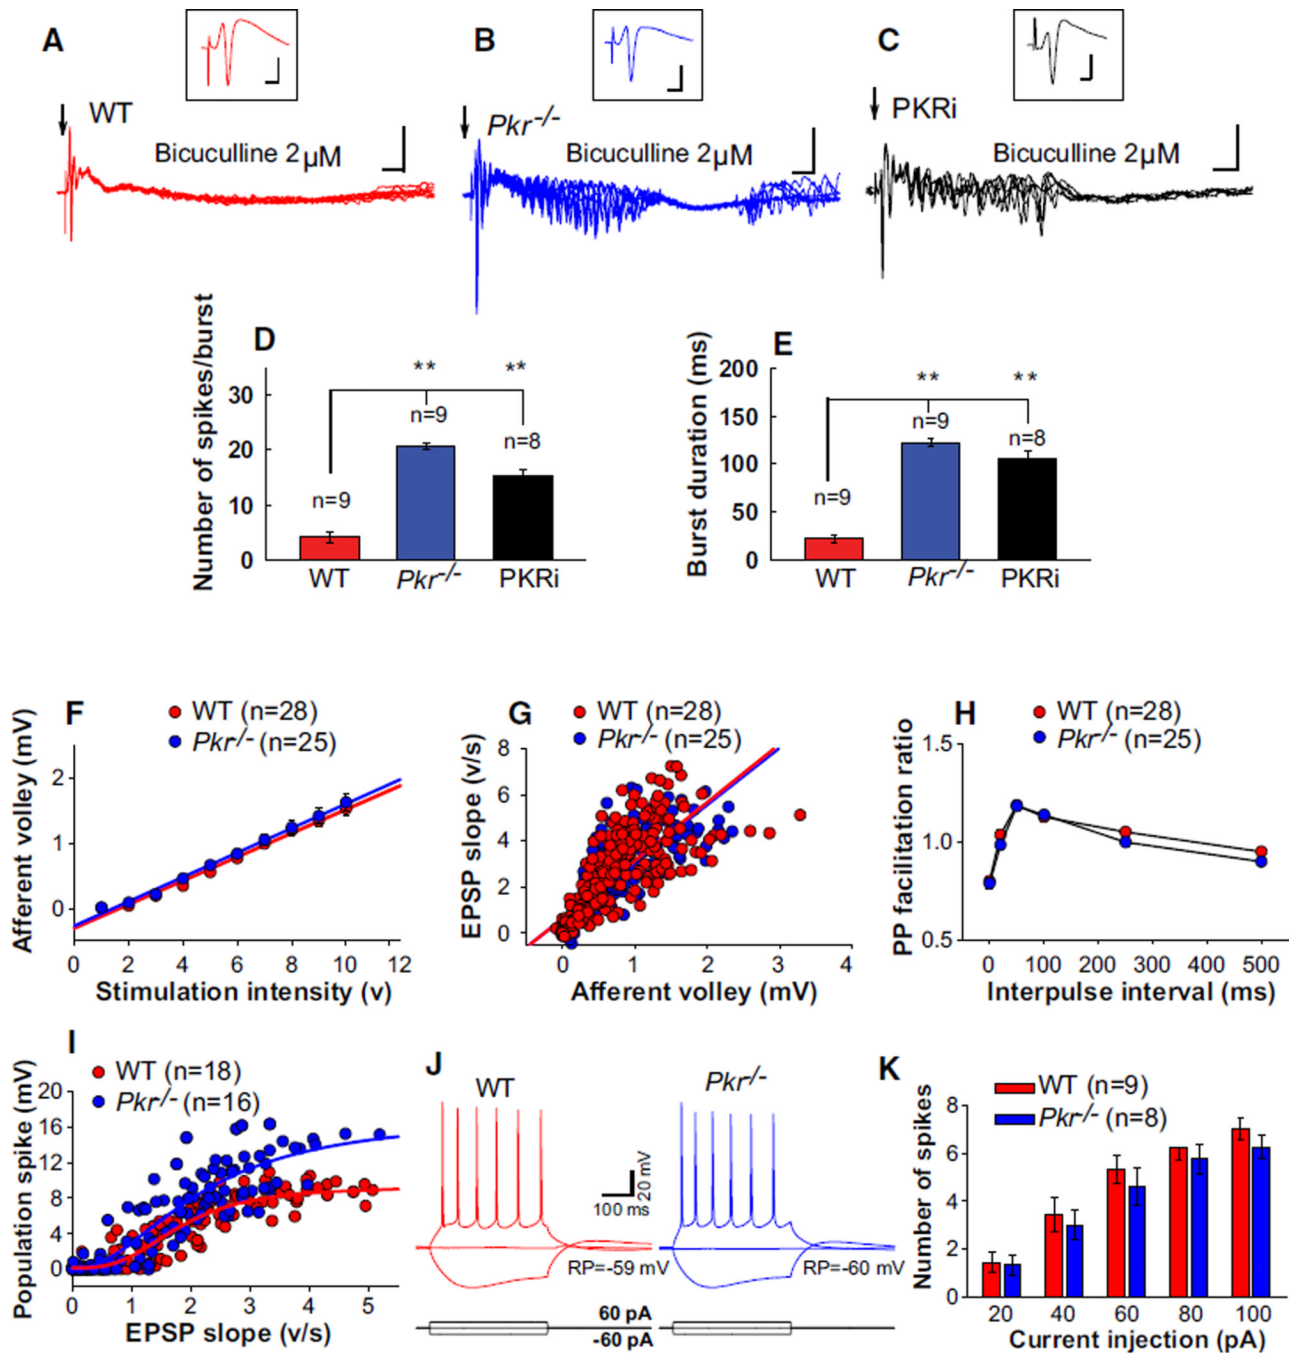 A
B
C
WT
Pkr-/-
PKRi
Bicuculline 2µM
Bicuculline 2µM
Bicuculline 2µM
D
Number of spikes/burst
30
20
10
0
n=9
n=9
n=8
** **
WT
Pkr-/-
PKRi
E
Burst duration (ms)
200
150
100
50
0
n=9
n=9
n=8
** **
WT
Pkr-/-
PKRi
F
WT (n=28)
Pkr-/- (n=25)
Afferent volley (mV)
2
1
0
0 2 4 6 8 10 12
Stimulation intensity (v)
G
WT (n=28)
Pkr-/- (n=25)
EPSP slope (v/s)
8
6
4
2
0
0 1 2 3 4
Afferent volley (mV)
H
WT (n=28)
Pkr-/- (n=25)
PP facilitation ratio
1.5
1.0
0.5
0 100 200 300 400 500
Interpulse interval (ms)
I
WT (n=18)
Pkr-/- (n=16)
Population spike (mV)
20
16
12
8
4
0
0 1 2 3 4 5
EPSP slope (v/s)
J
WT
Pkr-/-
20 mV
100 ms
RP=-59 mV
RP=-60 mV
60 pA
-60 pA
K
WT (n=9)
Pkr-/- (n=8)
Number of spikes
8
6
4
2
0
20 40 60 80 100
Current injection (pA)